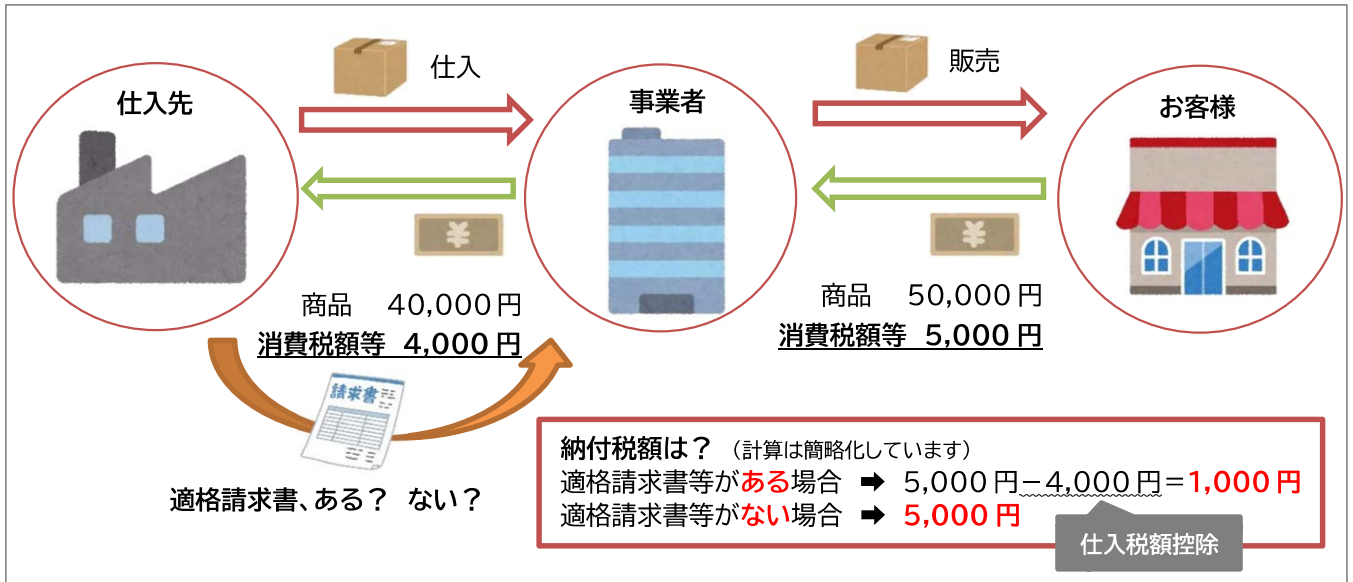 仕入
販売
仕入先
事業者
お客様
¥
¥
商品 40,000円
消費税額等 4,000円
商品 50,000円
消費税額等 5,000円
請求書
適格請求書、ある? ない?
納付税額は? (計算は簡略化しています)
適格請求書等がある場合 ➡ 5,000円−4,000円=1,000円
適格請求書等がない場合 ➡ 5,000円
仕入税額控除